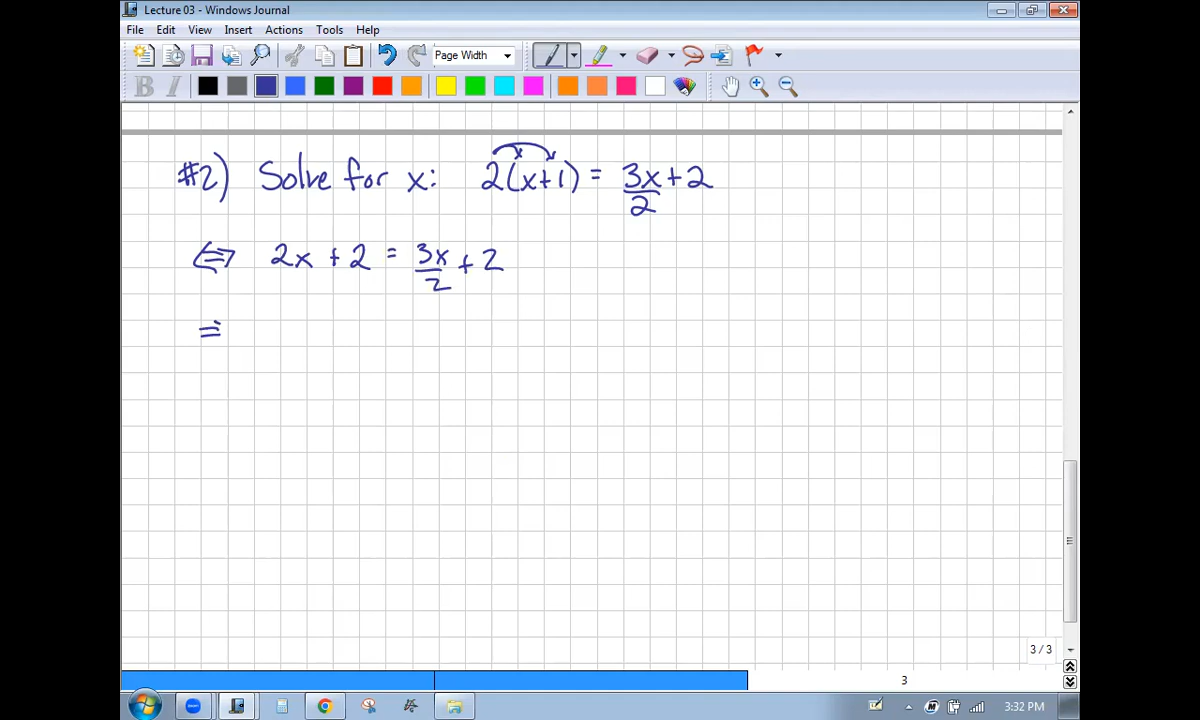 Lecture 03 - Windows Journal
File Edit View Insert Actions Tools Help
Page Width
B I
#2) Solve for x: 2(x+1) = 3x/2 + 2
⇔ 2x + 2 = 3x/2 + 2
=
3 / 3
3
3:32 PM